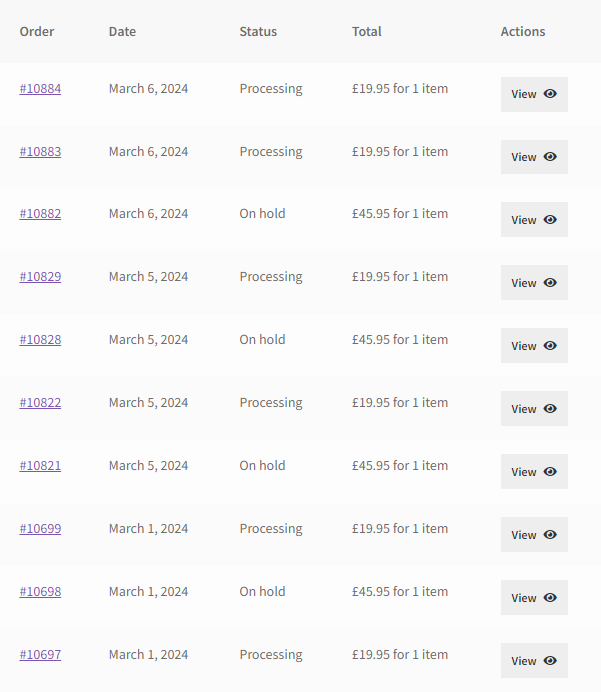 Order Date Status Total Actions
#10884 March 6, 2024 Processing £19.95 for 1 item View
#10883 March 6, 2024 Processing £19.95 for 1 item View
#10882 March 6, 2024 On hold £45.95 for 1 item View
#10829 March 5, 2024 Processing £19.95 for 1 item View
#10828 March 5, 2024 On hold £45.95 for 1 item View
#10822 March 5, 2024 Processing £19.95 for 1 item View
#10821 March 5, 2024 On hold £45.95 for 1 item View
#10699 March 1, 2024 Processing £19.95 for 1 item View
#10698 March 1, 2024 On hold £45.95 for 1 item View
#10697 March 1, 2024 Processing £19.95 for 1 item View